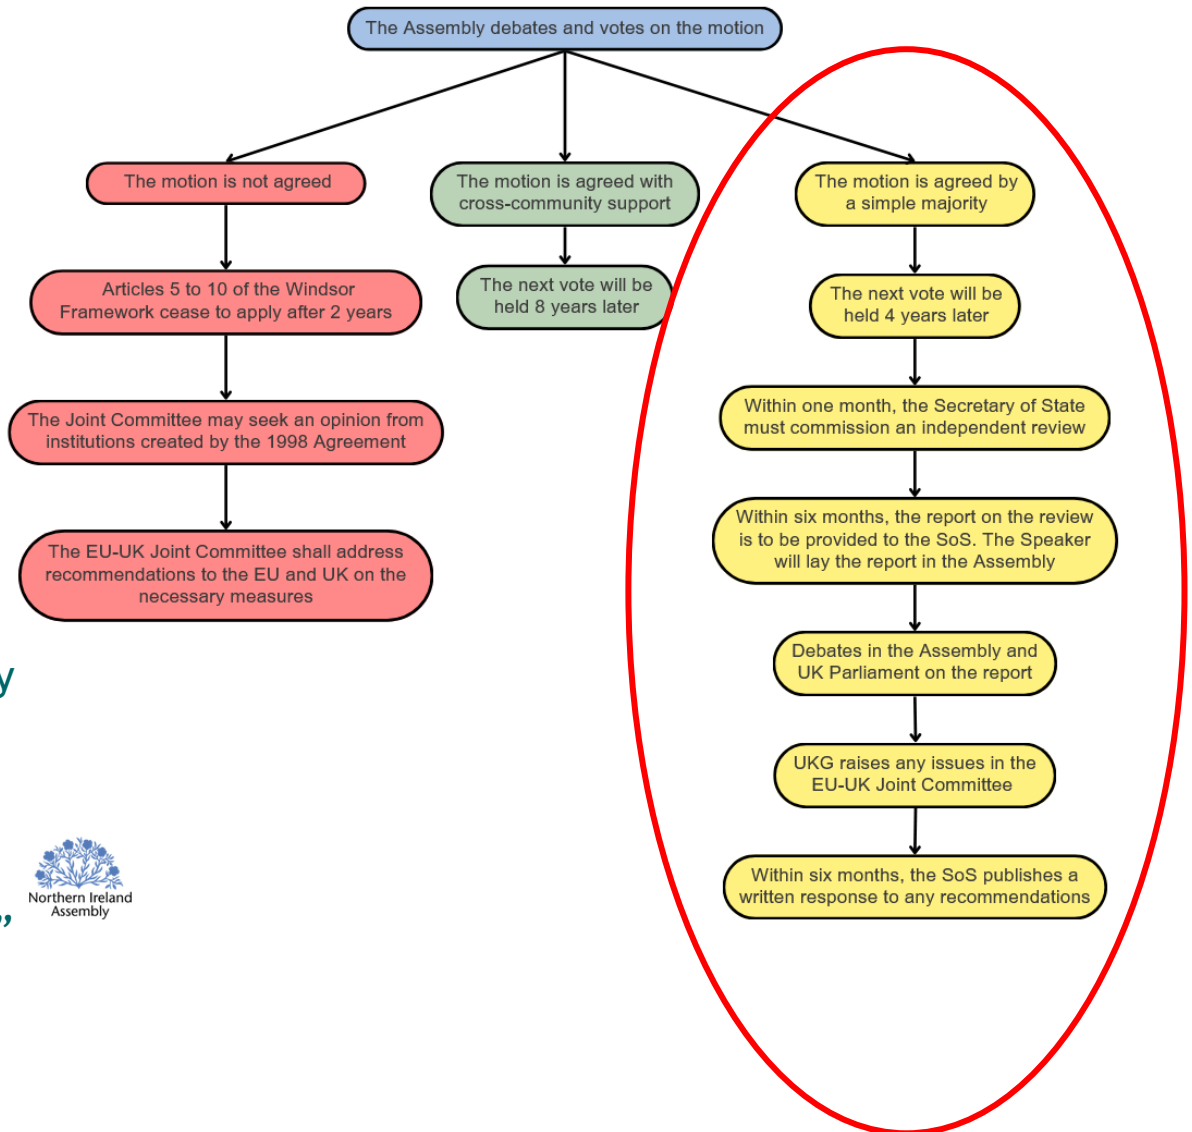 The Assembly debates and votes on the motion
The motion is not agreed
Articles 5 to 10 of the Windsor
Framework cease to apply after 2 years
The Joint Committee may seek an opinion from
institutions created by the 1998 Agreement
The EU-UK Joint Committee shall address
recommendations to the EU and UK on the
necessary measures
The motion is agreed with
cross-community support
The next vote will be
held 8 years later
The motion is agreed by
a simple majority
The next vote will be
held 4 years later
Within one month, the Secretary of State
must commission an independent review
Within six months, the report on the review
is to be provided to the SoS. The Speaker
will lay the report in the Assembly
Debates in the Assembly and
UK Parliament on the report
UKG raises any issues in the
EU-UK Joint Committee
Within six months, the SoS publishes a
written response to any recommendations
y
”
Northern Ireland
Assembly